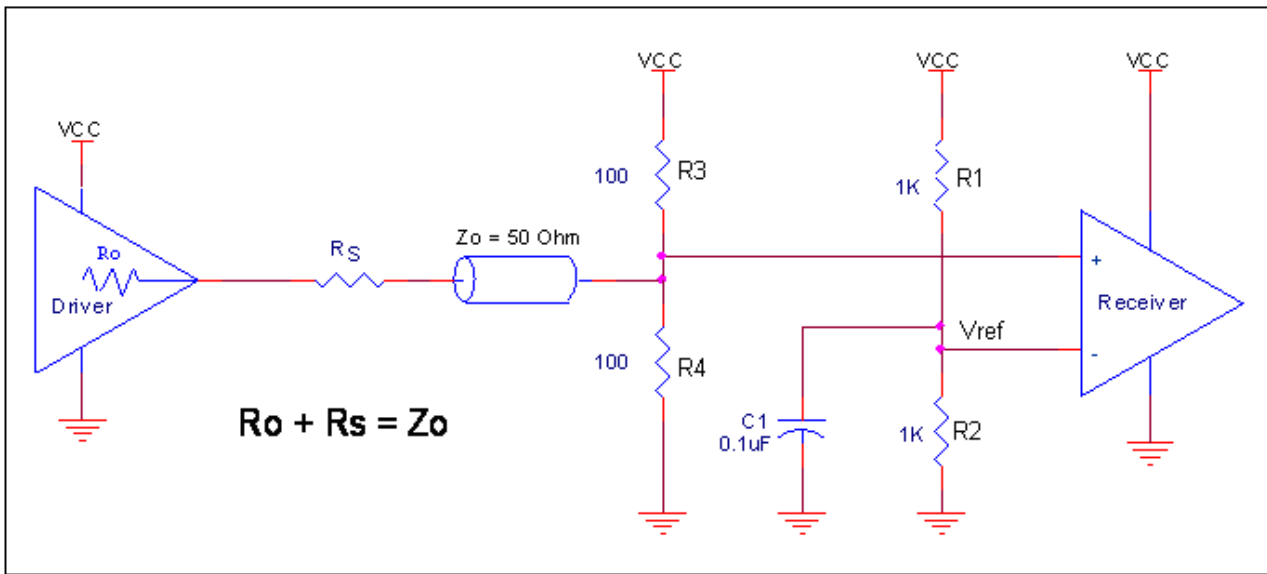 VCC
VCC
VCC
VCC
R3
100
R1
1K
Ro
Driver
RS
Zo = 50 Ohm
+
Receiver
Vref
-
R4
100
Ro + Rs = Zo
C1
0.1uF
R2
1K